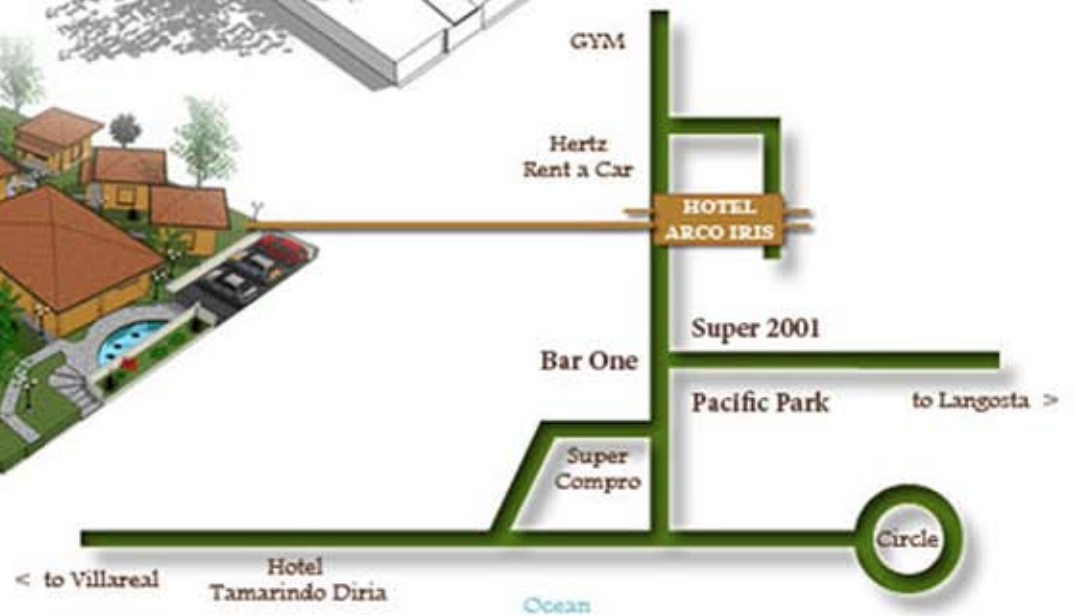 GYM
Hertz
Rent a Car
HOTEL
ARCO IRIS
Super 2001
Bar One
Pacific Park
to Langosta >
Super
Compro
Circle
< to Villareal
Hotel
Tamarindo Diria
Ocean